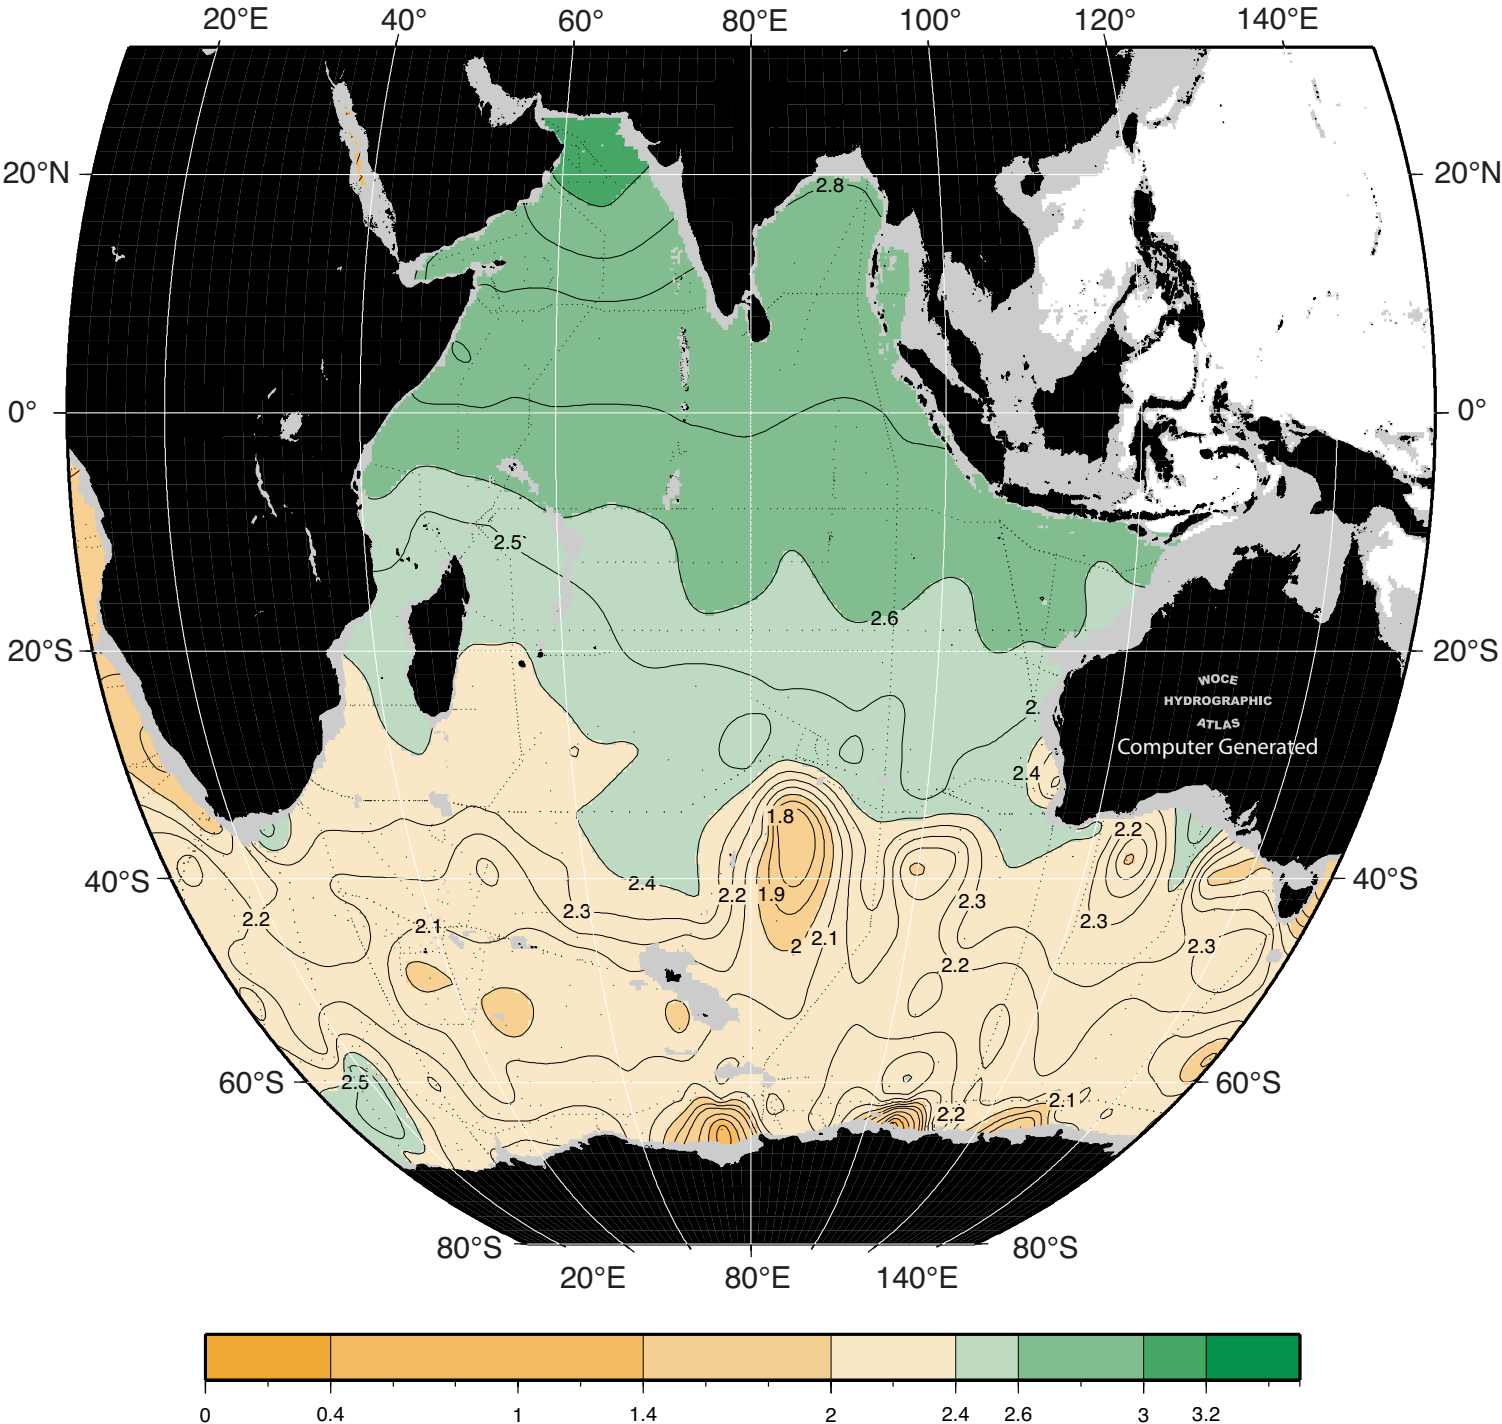 20°E 40° 60° 80°E 100° 120° 140°E
20°N 20°N
2.8
0° 0°
2.5
2.6
20°S 20°S
WOCE
HYDROGRAPHIC
ATLAS
Computer Generated
2.
2.4
1.8
2.2
2.4 2.2 1.9
40°S 40°S
2.3 2.3
2.2 2.1 2.3
2 2.1 2.3
2.2
2.5
60°S 60°S
2.1
2.2
80°S 80°S
20°E 80°E 140°E
0 0.4 1 1.4 2 2.4 2.6 3 3.2